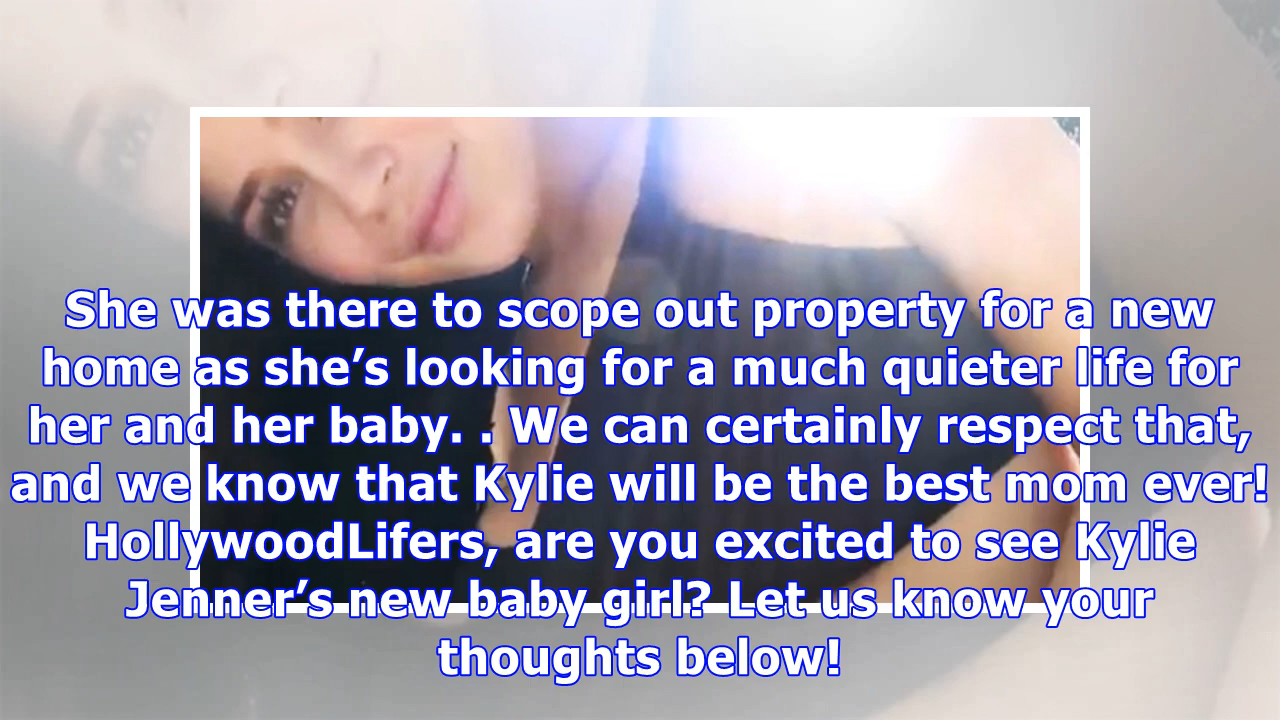 She was there to scope out property for a new
home as she’s looking for a much quieter life for
her and her baby. . We can certainly respect that,
and we know that Kylie will be the best mom ever!
HollywoodLifers, are you excited to see Kylie
Jenner’s new baby girl? Let us know your
thoughts below!